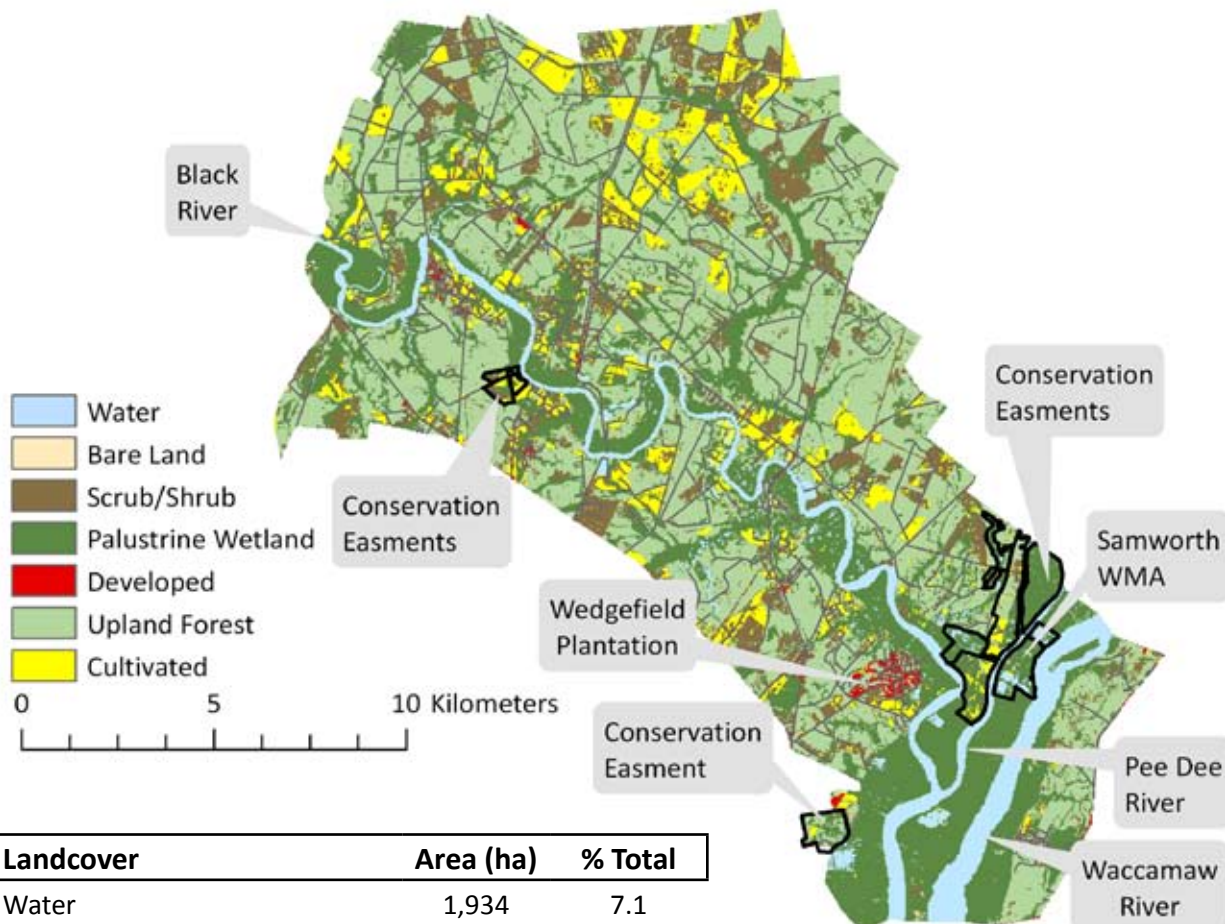 Black
River
Water
Bare Land
Scrub/Shrub
Palustrine Wetland
Developed
Upland Forest
Cultivated
0 5 10 Kilometers
Conservation
Easments
Conservation
Easments
Samworth
WMA
Wedgefield
Plantation
Conservation
Easment
Pee Dee
River
Waccamaw
River
Landcover Area (ha) % Total
Water 1,934 7.1